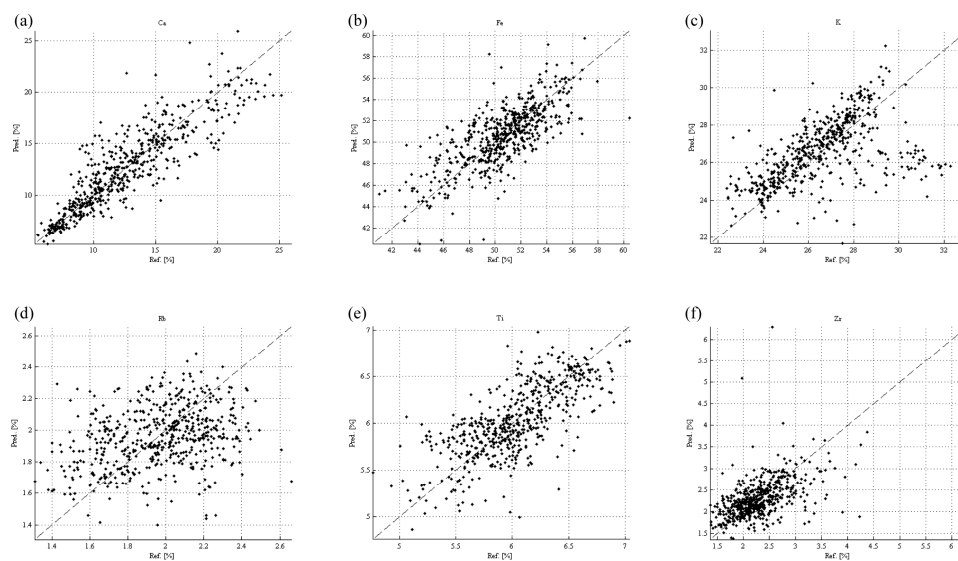 (a)
Ca
25
20
15
10
Pred. [%]
10 15 20 25
Ref. [%]
(b)
Fe
60
58
56
54
52
50
48
46
44
42
Pred. [%]
42 44 46 48 50 52 54 56 58 60
Ref. [%]
(c)
K
32
30
28
26
24
22
Pred. [%]
22 24 26 28 30 32
Ref. [%]
(d)
Rb
2.6
2.4
2.2
2
1.8
1.6
1.4
Pred. [%]
1.4 1.6 1.8 2 2.2 2.4 2.6
Ref. [%]
(e)
Ti
7
6.5
6
5.5
5
Pred. [%]
5 5.5 6 6.5 7
Ref. [%]
(f)
Zr
6
5.5
5
4.5
4
3.5
3
2.5
2
1.5
Pred. [%]
1.5 2 2.5 3 3.5 4 4.5 5 5.5 6
Ref. [%]